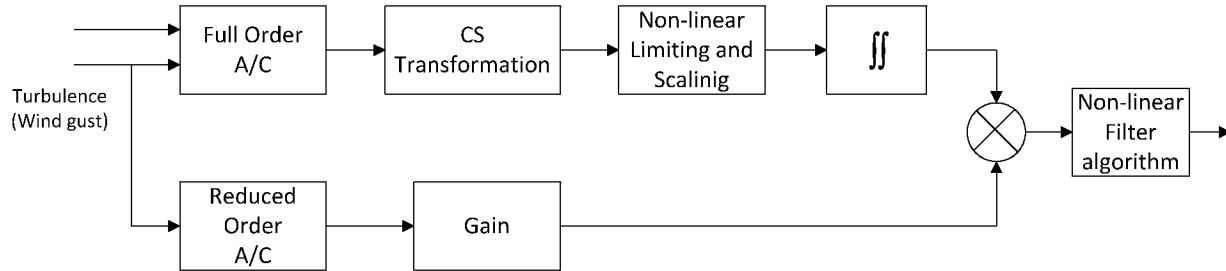 Full Order
A/C
CS
Transformation
Non-linear
Limiting and
Scalinig
∬
Turbulence
(Wind gust)
Non-linear
Filter
algorithm
Reduced
Order
A/C
Gain